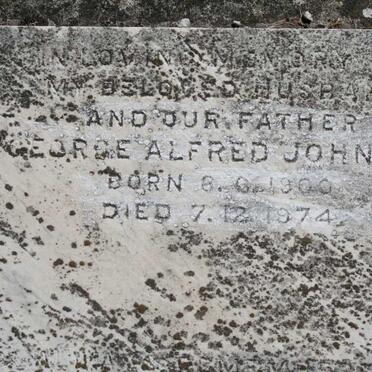 IN LOVING MEMORY
MY BELOVED HUSBA
AND OUR FATHER
GEORGE ALFRED JOHN
BORN 6.6.1900
DIED 7.12.1974